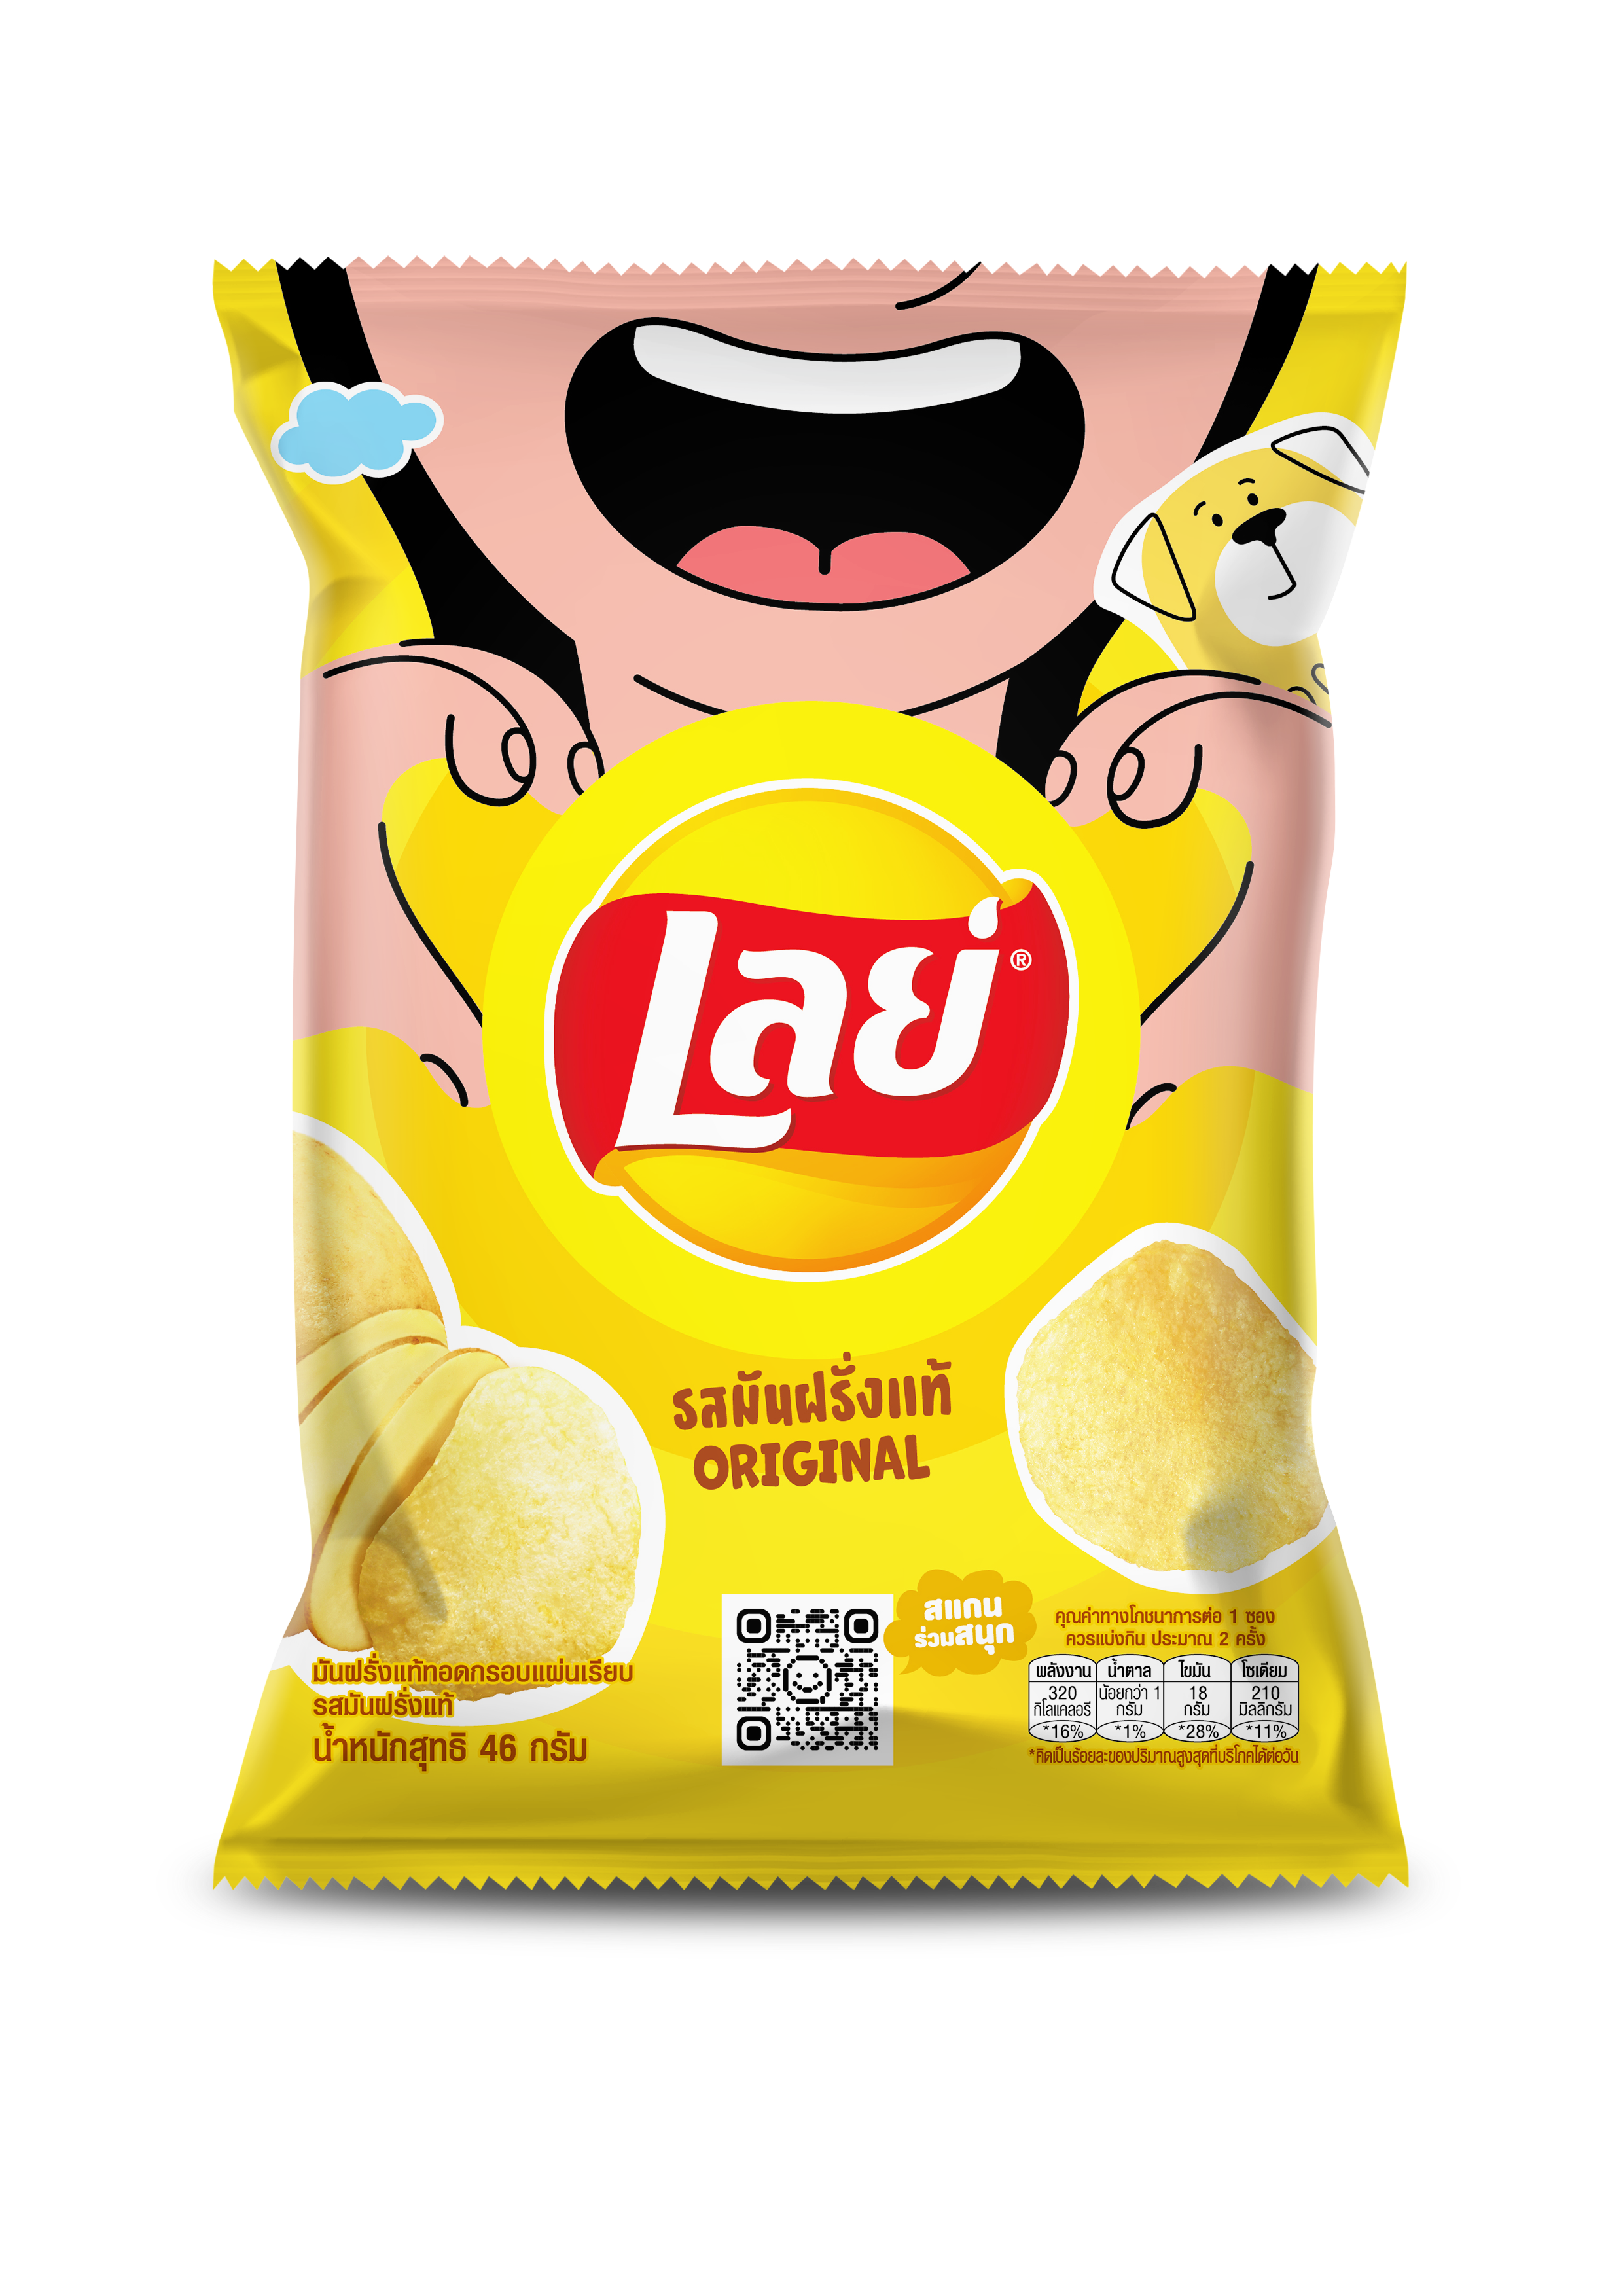 เลย์®
รสมันฝรั่งแท้
ORIGINAL
สแกน
ร่วมสนุก
มันฝรั่งแท้ทอดกรอบแผ่นเรียบ
รสมันฝรั่งแท้
น้ำหนักสุทธิ 46 กรัม
คุณค่าทางโภชนาการต่อ 1 ซอง
ควรแบ่งกิน ประมาณ 2 ครั้ง
พลังงาน น้ำตาล ไขมัน โซเดียม
320 น้อยกว่า 1 18 210
กิโลแคลอรี กรัม กรัม มิลลิกรัม
*16% *1% *28% *11%
*คิดเป็นร้อยละของปริมาณสูงสุดที่บริโภคได้ต่อวัน